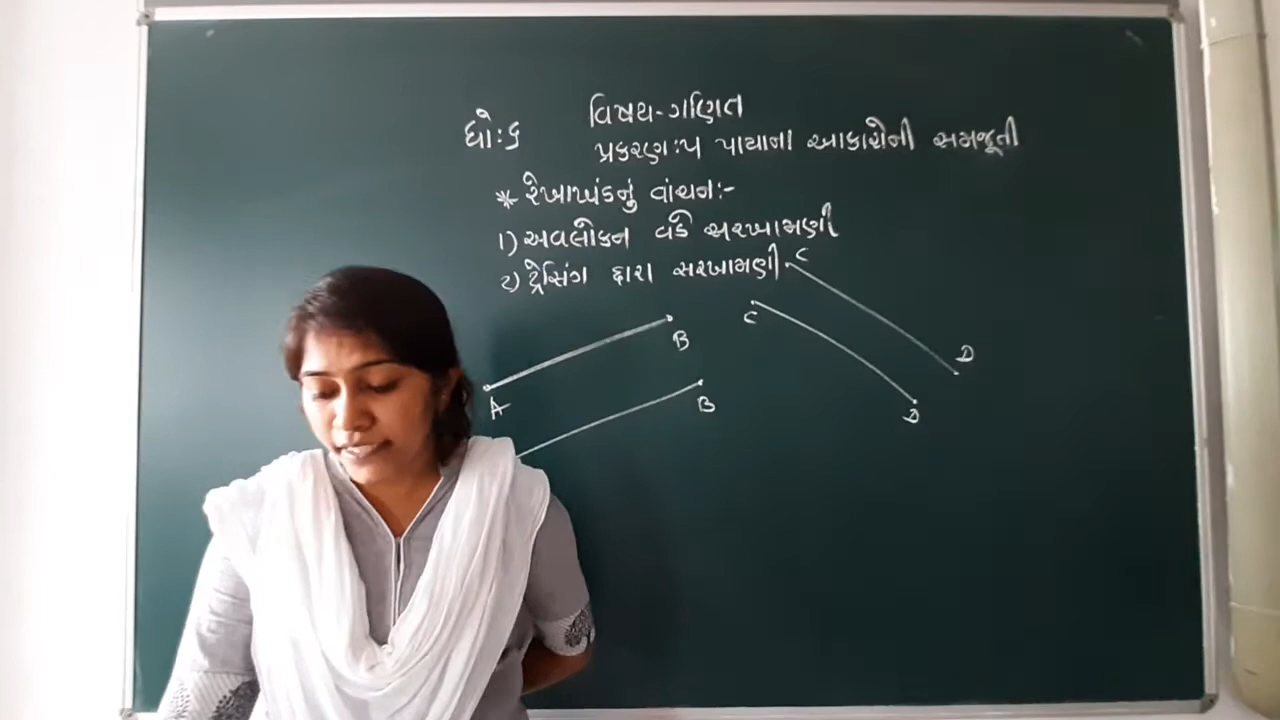 વિષય-ગણિત
ધો:૬
પ્રકરણ:૫ પાયાના આકારોની સમજૂતી
* રેખાખંડનું વાંચન:-
૧) અવલોકન વડે સરખામણી
૨) ટ્રેસિંગ દ્વારા સરખામણી
C
C
B
D
A
B
D